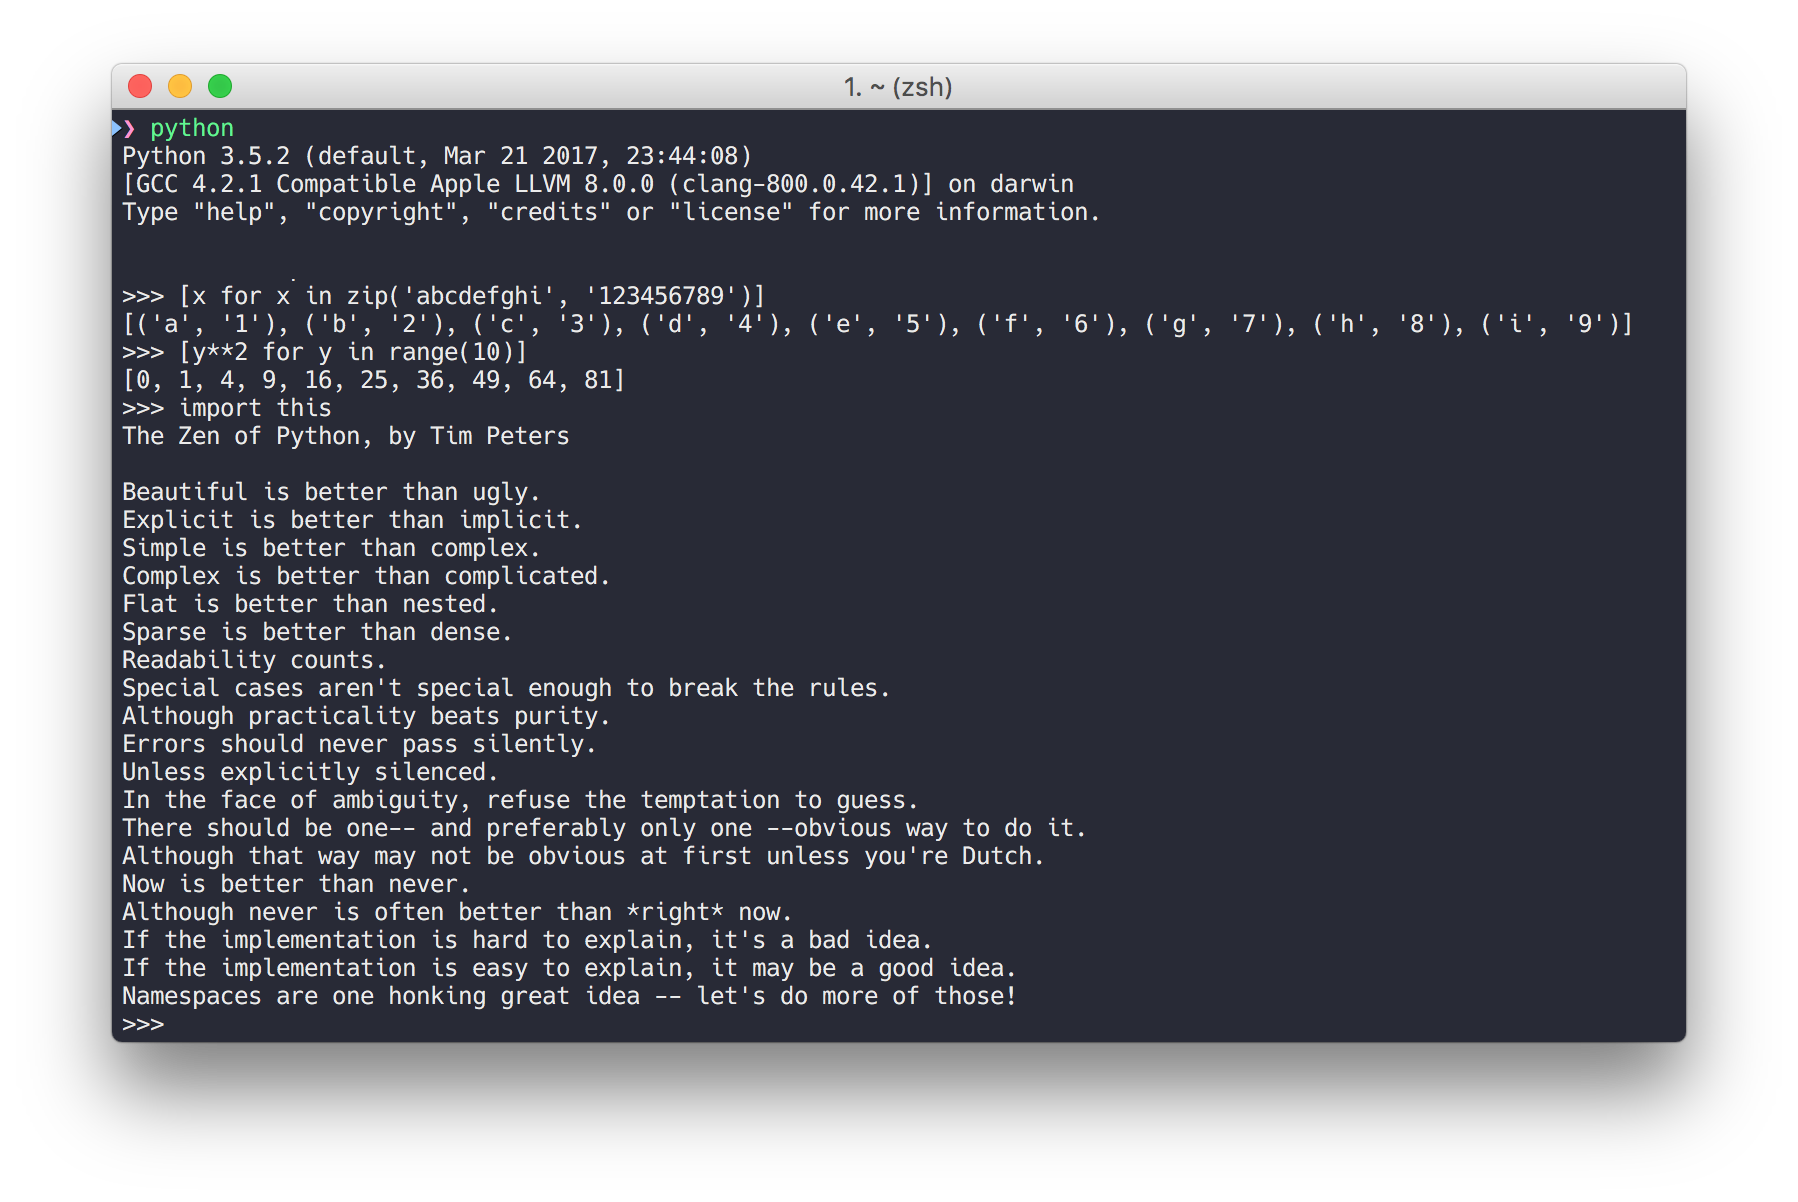 1. ~ (zsh)
❯ python
Python 3.5.2 (default, Mar 21 2017, 23:44:08)
[GCC 4.2.1 Compatible Apple LLVM 8.0.0 (clang-800.0.42.1)] on darwin
Type "help", "copyright", "credits" or "license" for more information.
>>> [x for x in zip('abcdefghi', '123456789')]
[('a', '1'), ('b', '2'), ('c', '3'), ('d', '4'), ('e', '5'), ('f', '6'), ('g', '7'), ('h', '8'), ('i', '9')]
>>> [y**2 for y in range(10)]
[0, 1, 4, 9, 16, 25, 36, 49, 64, 81]
>>> import this
The Zen of Python, by Tim Peters
Beautiful is better than ugly.
Explicit is better than implicit.
Simple is better than complex.
Complex is better than complicated.
Flat is better than nested.
Sparse is better than dense.
Readability counts.
Special cases aren't special enough to break the rules.
Although practicality beats purity.
Errors should never pass silently.
Unless explicitly silenced.
In the face of ambiguity, refuse the temptation to guess.
There should be one-- and preferably only one --obvious way to do it.
Although that way may not be obvious at first unless you're Dutch.
Now is better than never.
Although never is often better than *right* now.
If the implementation is hard to explain, it's a bad idea.
If the implementation is easy to explain, it may be a good idea.
Namespaces are one honking great idea -- let's do more of those!
>>>